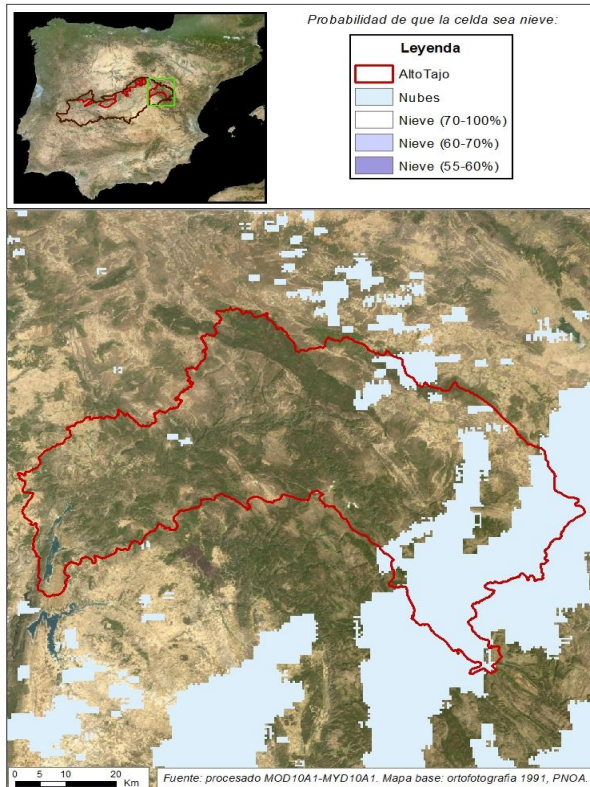 Probabilidad de que la celda sea nieve:
Leyenda
AltoTajo
Nubes
Nieve (70-100%)
Nieve (60-70%)
Nieve (55-60%)
0 5 10 20
Km
Fuente: procesado MOD10A1-MYD10A1. Mapa base: ortofotografia 1991, PNOA.